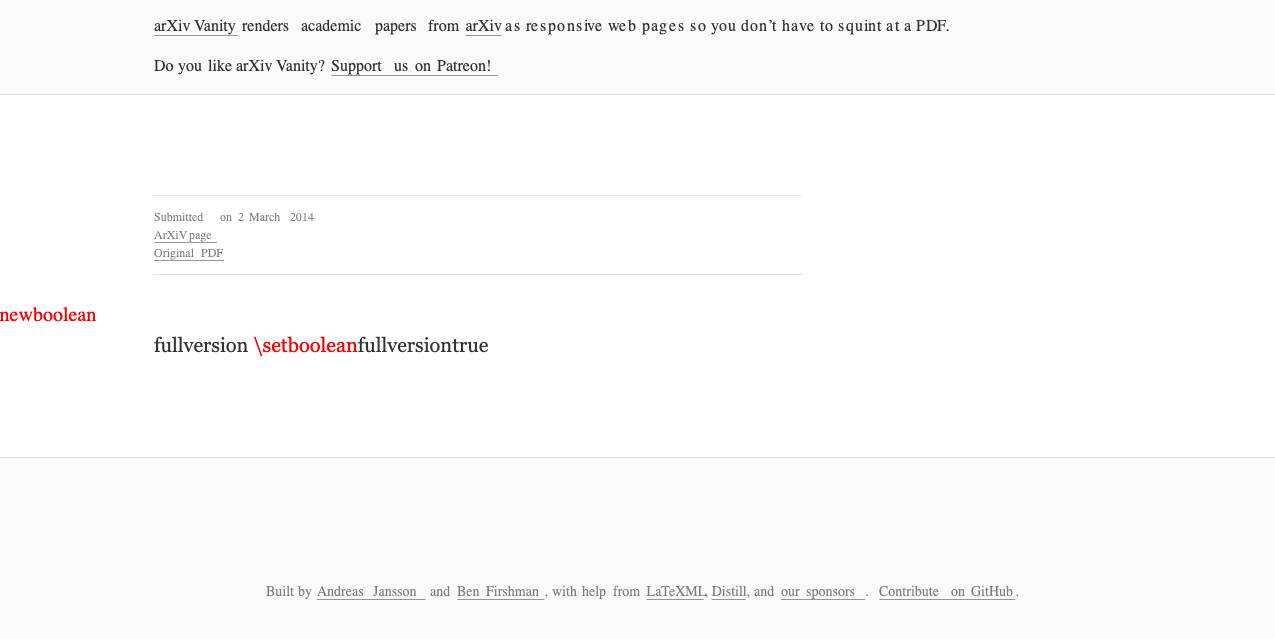 arXiv Vanity renders academic papers from arXiv as responsive web pages so you don’t have to squint at a PDF.
Do you like arXiv Vanity? Support us on Patreon!
Submitted on 2 March 2014
ArXiV page
Original PDF
newboolean
fullversion \setbooleanfullversiontrue
Built by Andreas Jansson and Ben Firshman, with help from LaTeXML, Distill, and our sponsors. Contribute on GitHub.